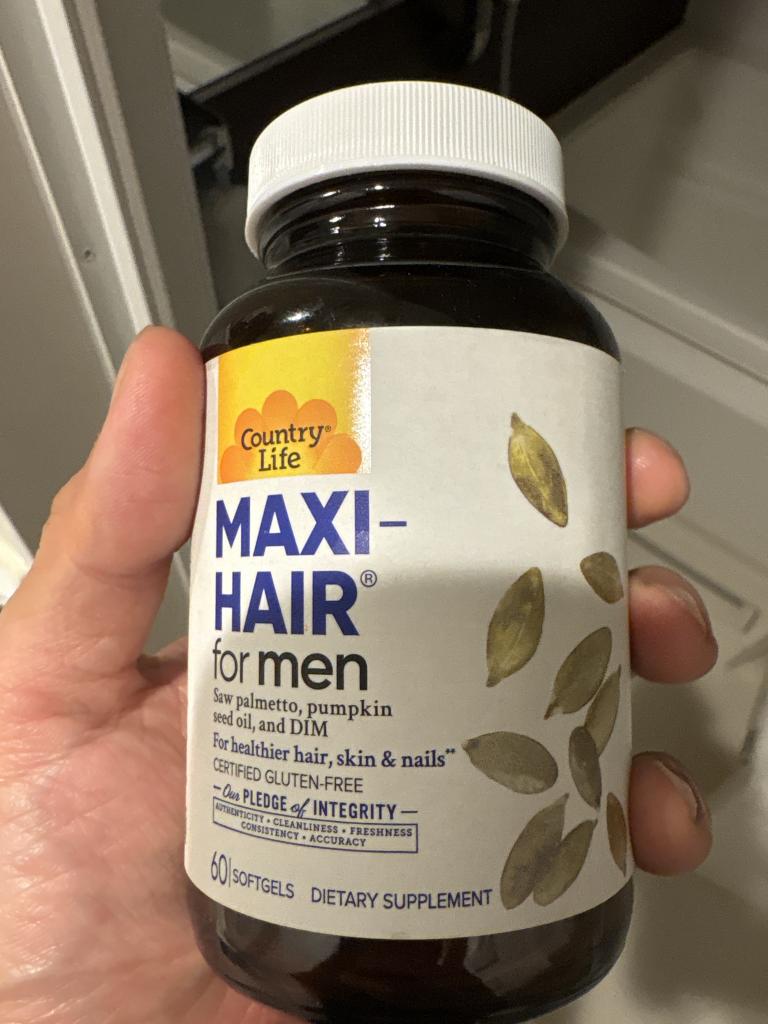 Country®
Life
MAXI-
HAIR®
for men
Saw palmetto, pumpkin
seed oil, and DIM
For healthier hair, skin & nails**
CERTIFIED GLUTEN-FREE
Our PLEDGE of INTEGRITY
AUTHENTICITY • CLEANLINESS • FRESHNESS
CONSISTENCY • ACCURACY
60 | SOFTGELS DIETARY SUPPLEMENT